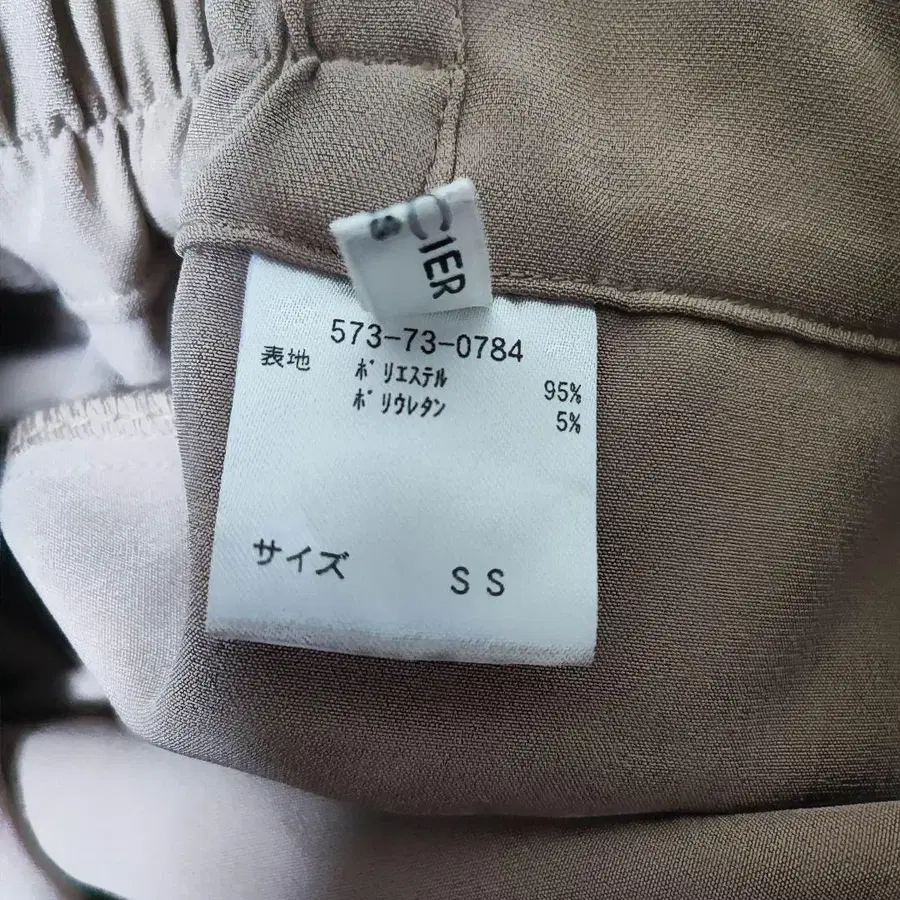 CIER
573-73-0784
表地 ポリエステル 95%
ポリウレタン 5%
サイズ SS